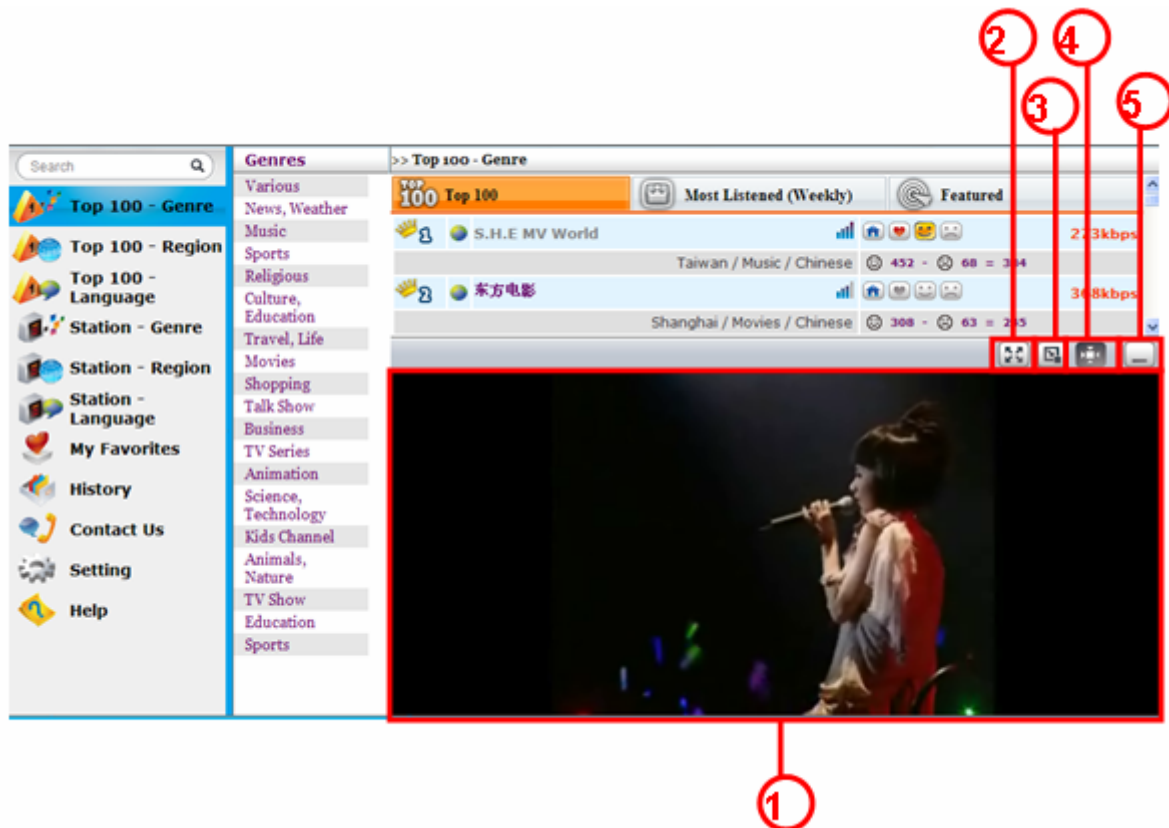 2
4
3
5
Search
Top 100 - Genre
Top 100 - Region
Top 100 -
Language
Station - Genre
Station - Region
Station -
Language
My Favorites
History
Contact Us
Setting
Help
Genres
Various
News, Weather
Music
Sports
Religious
Culture,
Education
Travel, Life
Movies
Shopping
Talk Show
Business
TV Series
Animation
Science,
Technology
Kids Channel
Animals,
Nature
TV Show
Education
Sports
>> Top 100 - Genre
TOP 100 Top 100
Most Listened (Weekly)
Featured
1 S.H.E MV World 273kbps
Taiwan / Music / Chinese 452 - 68 = 384
2 东方电影 368kbps
Shanghai / Movies / Chinese 308 - 63 = 245
1